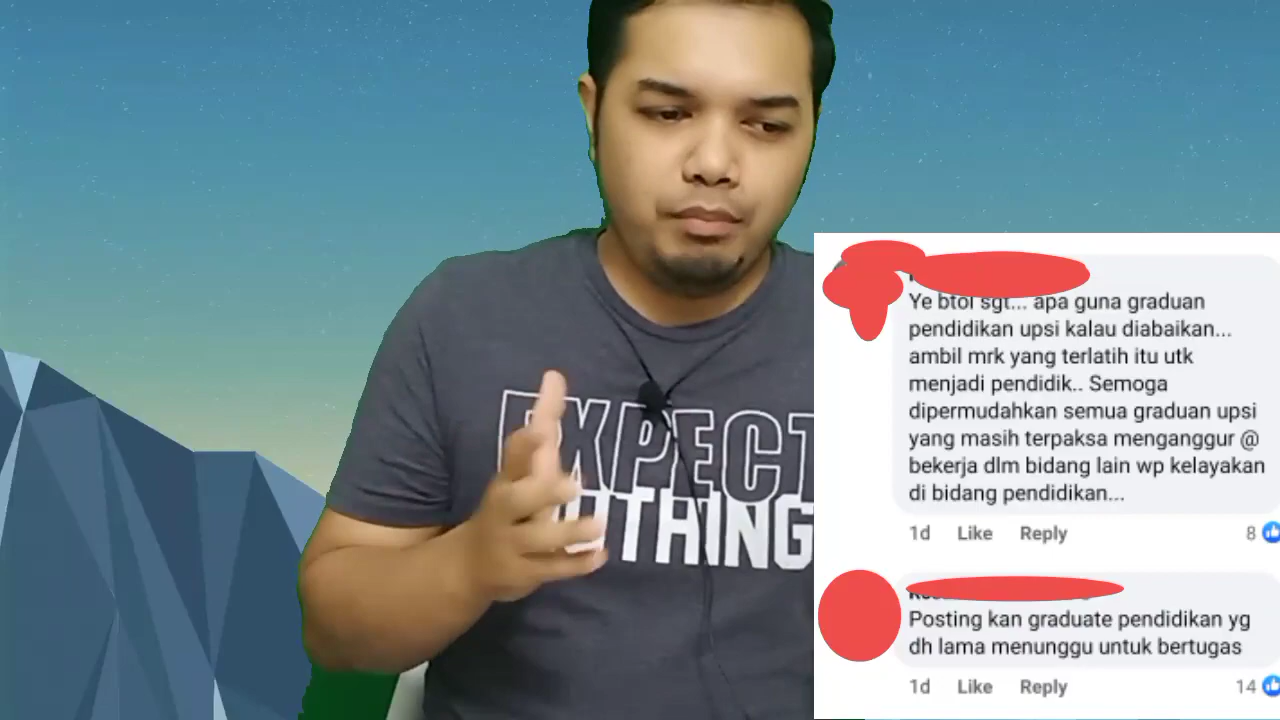 EXPECT
NOTHING
Ye btol sgt... apa guna graduan
pendidikan upsi kalau diabaikan...
ambil mrk yang terlatih itu utk
menjadi pendidik.. Semoga
dipermudahkan semua graduan upsi
yang masih terpaksa menganggur @
bekerja dlm bidang lain wp kelayakan
di bidang pendidikan...
1d Like Reply 8
Posting kan graduate pendidikan yg
dh lama menunggu untuk bertugas
1d Like Reply 14